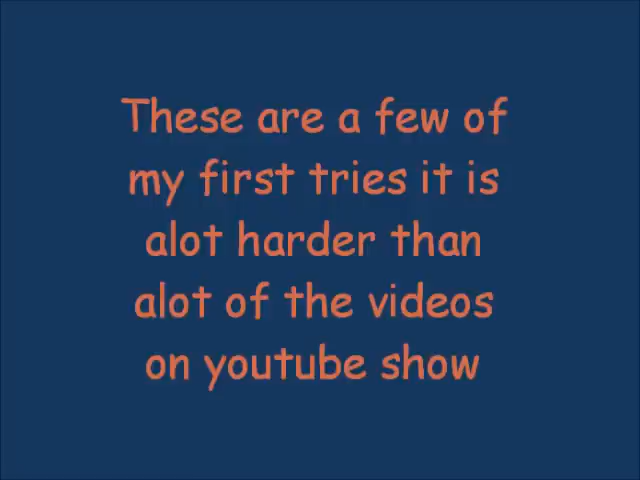 These are a few of
my first tries it is
alot harder than
alot of the videos
on youtube show